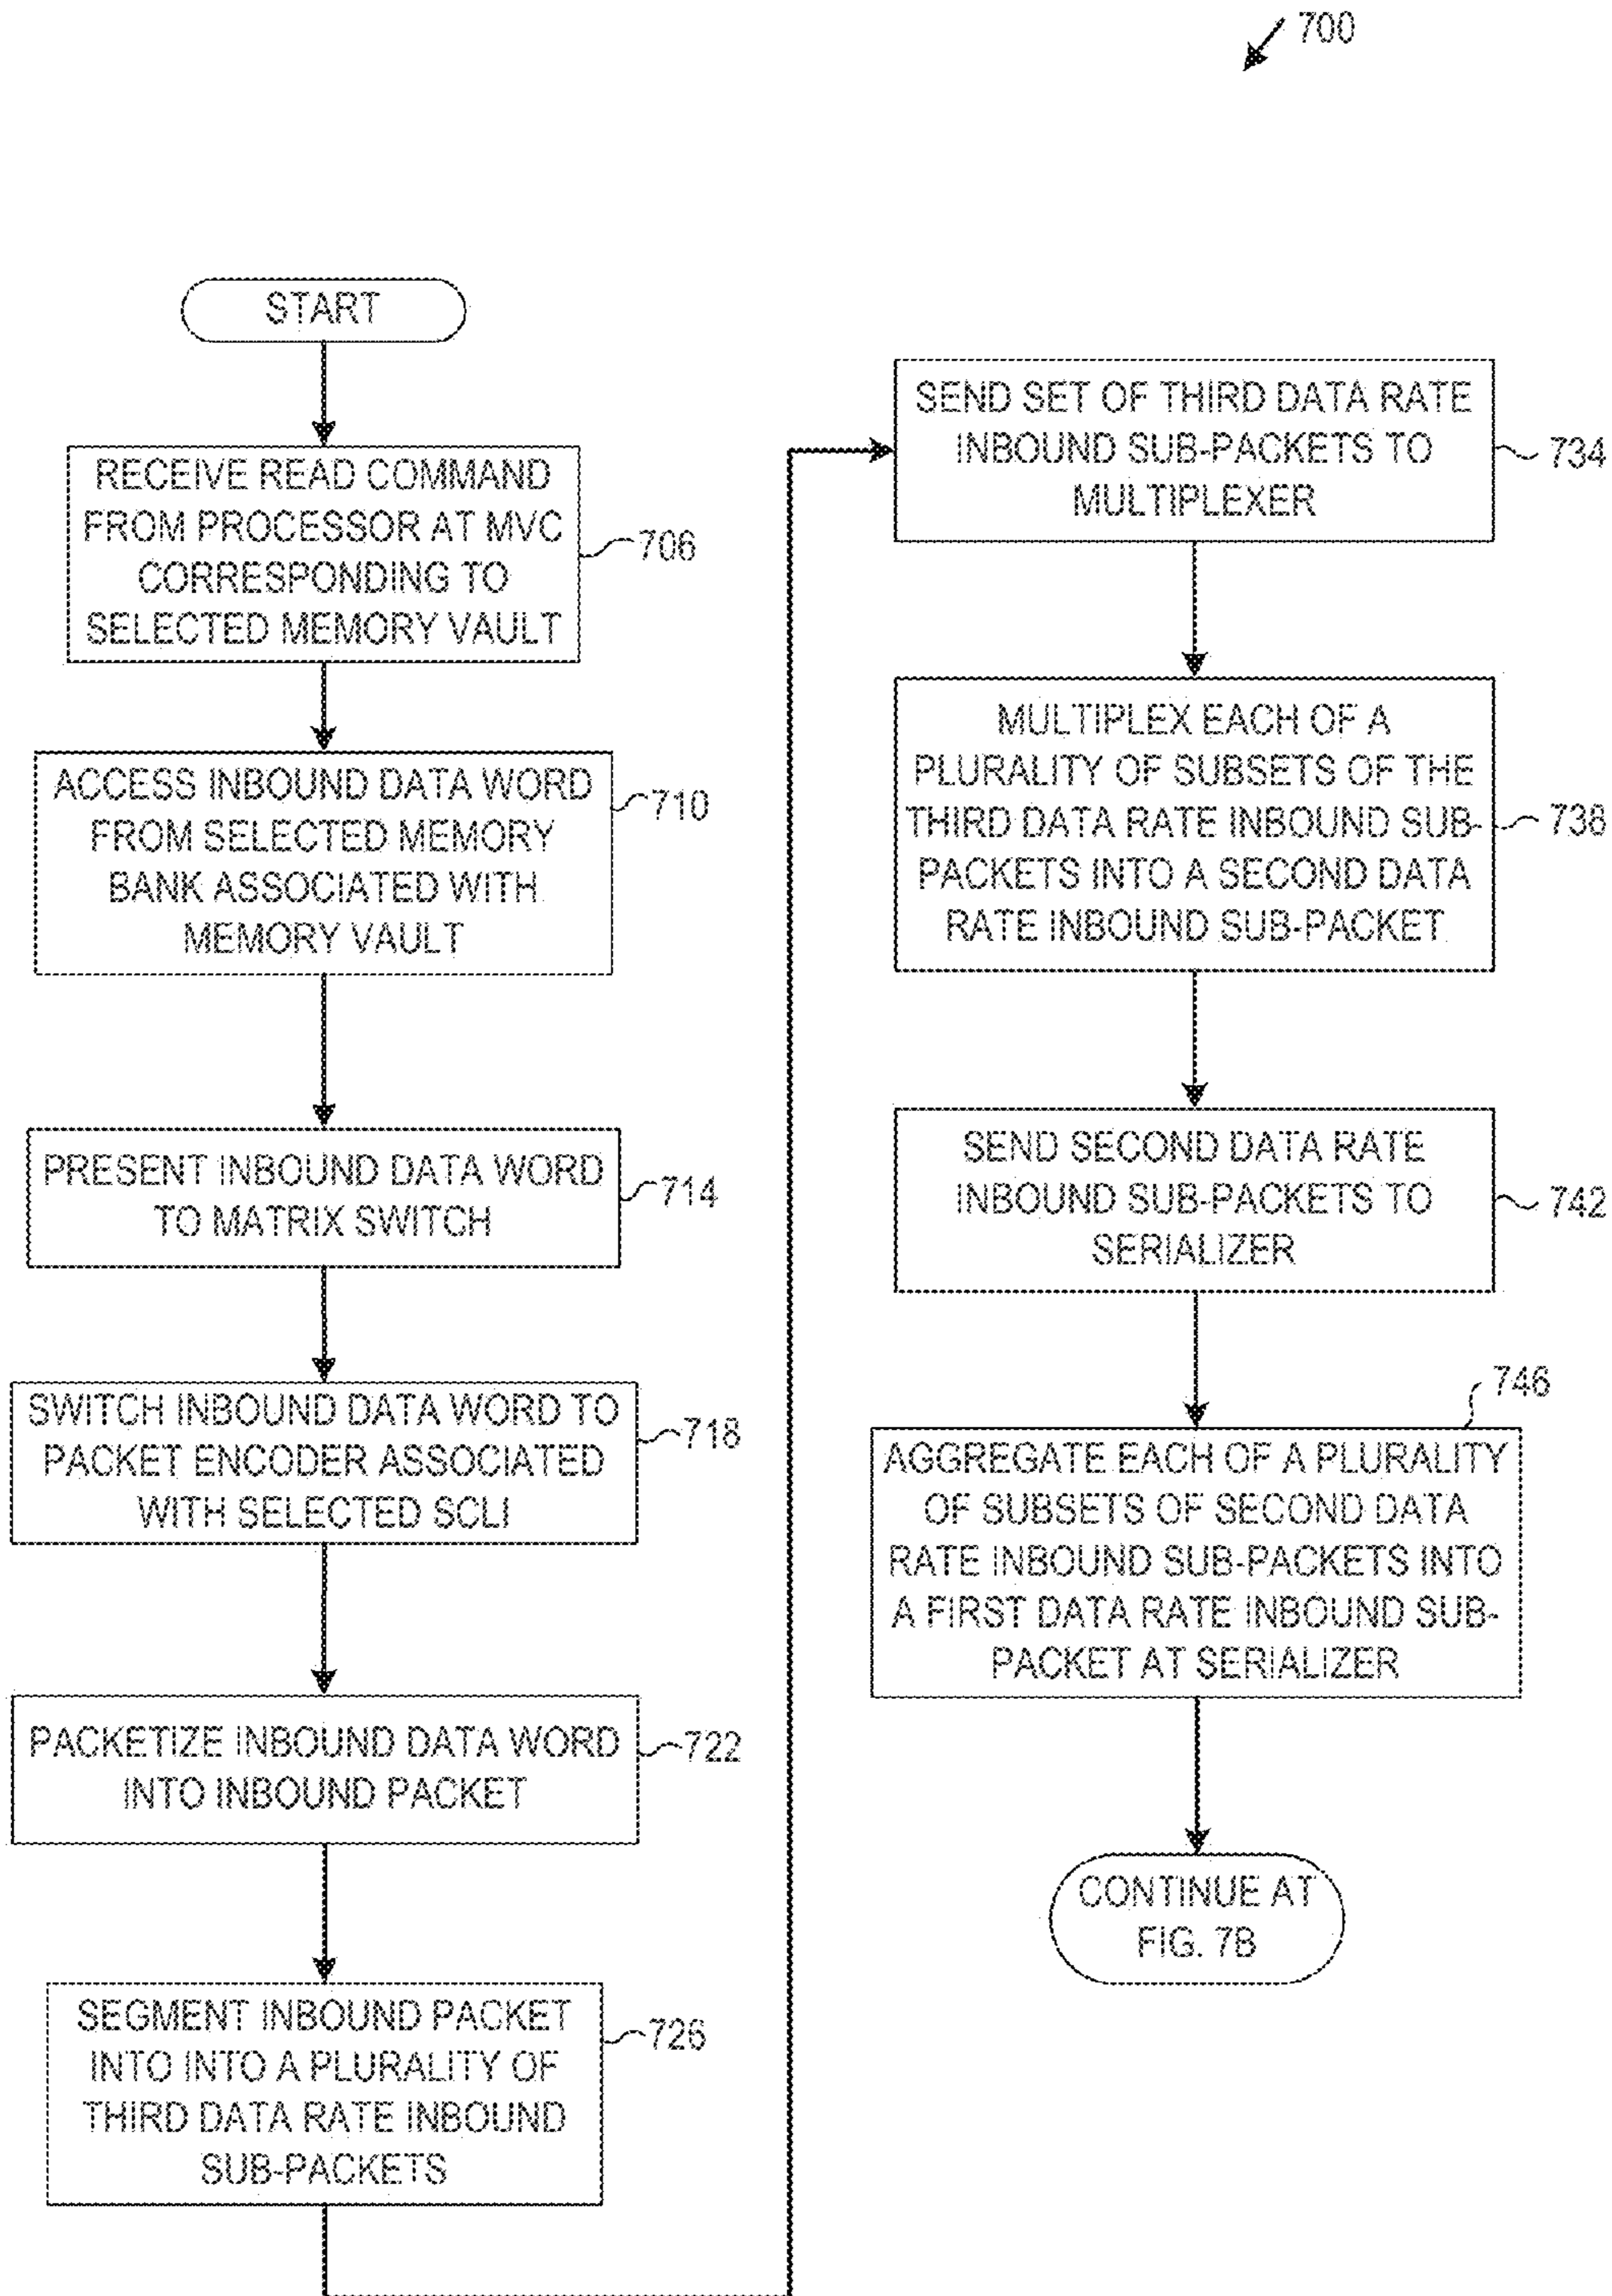 700
START
RECEIVE READ COMMAND
FROM PROCESSOR AT MVC
CORRESPONDING TO
SELECTED MEMORY VAULT
706
ACCESS INBOUND DATA WORD
FROM SELECTED MEMORY
BANK ASSOCIATED WITH
MEMORY VAULT
710
PRESENT INBOUND DATA WORD
TO MATRIX SWITCH
714
SWITCH INBOUND DATA WORD TO
PACKET ENCODER ASSOCIATED
WITH SELECTED SCLI
718
PACKETIZE INBOUND DATA WORD
INTO INBOUND PACKET
722
SEGMENT INBOUND PACKET
INTO INTO A PLURALITY OF
THIRD DATA RATE INBOUND
SUB-PACKETS
726
SEND SET OF THIRD DATA RATE
INBOUND SUB-PACKETS TO
MULTIPLEXER
734
MULTIPLEX EACH OF A
PLURALITY OF SUBSETS OF THE
THIRD DATA RATE INBOUND SUB-
PACKETS INTO A SECOND DATA
RATE INBOUND SUB-PACKET
738
SEND SECOND DATA RATE
INBOUND SUB-PACKETS TO
SERIALIZER
742
746
AGGREGATE EACH OF A PLURALITY
OF SUBSETS OF SECOND DATA
RATE INBOUND SUB-PACKETS INTO
A FIRST DATA RATE INBOUND SUB-
PACKET AT SERIALIZER
CONTINUE AT
FIG. 7B